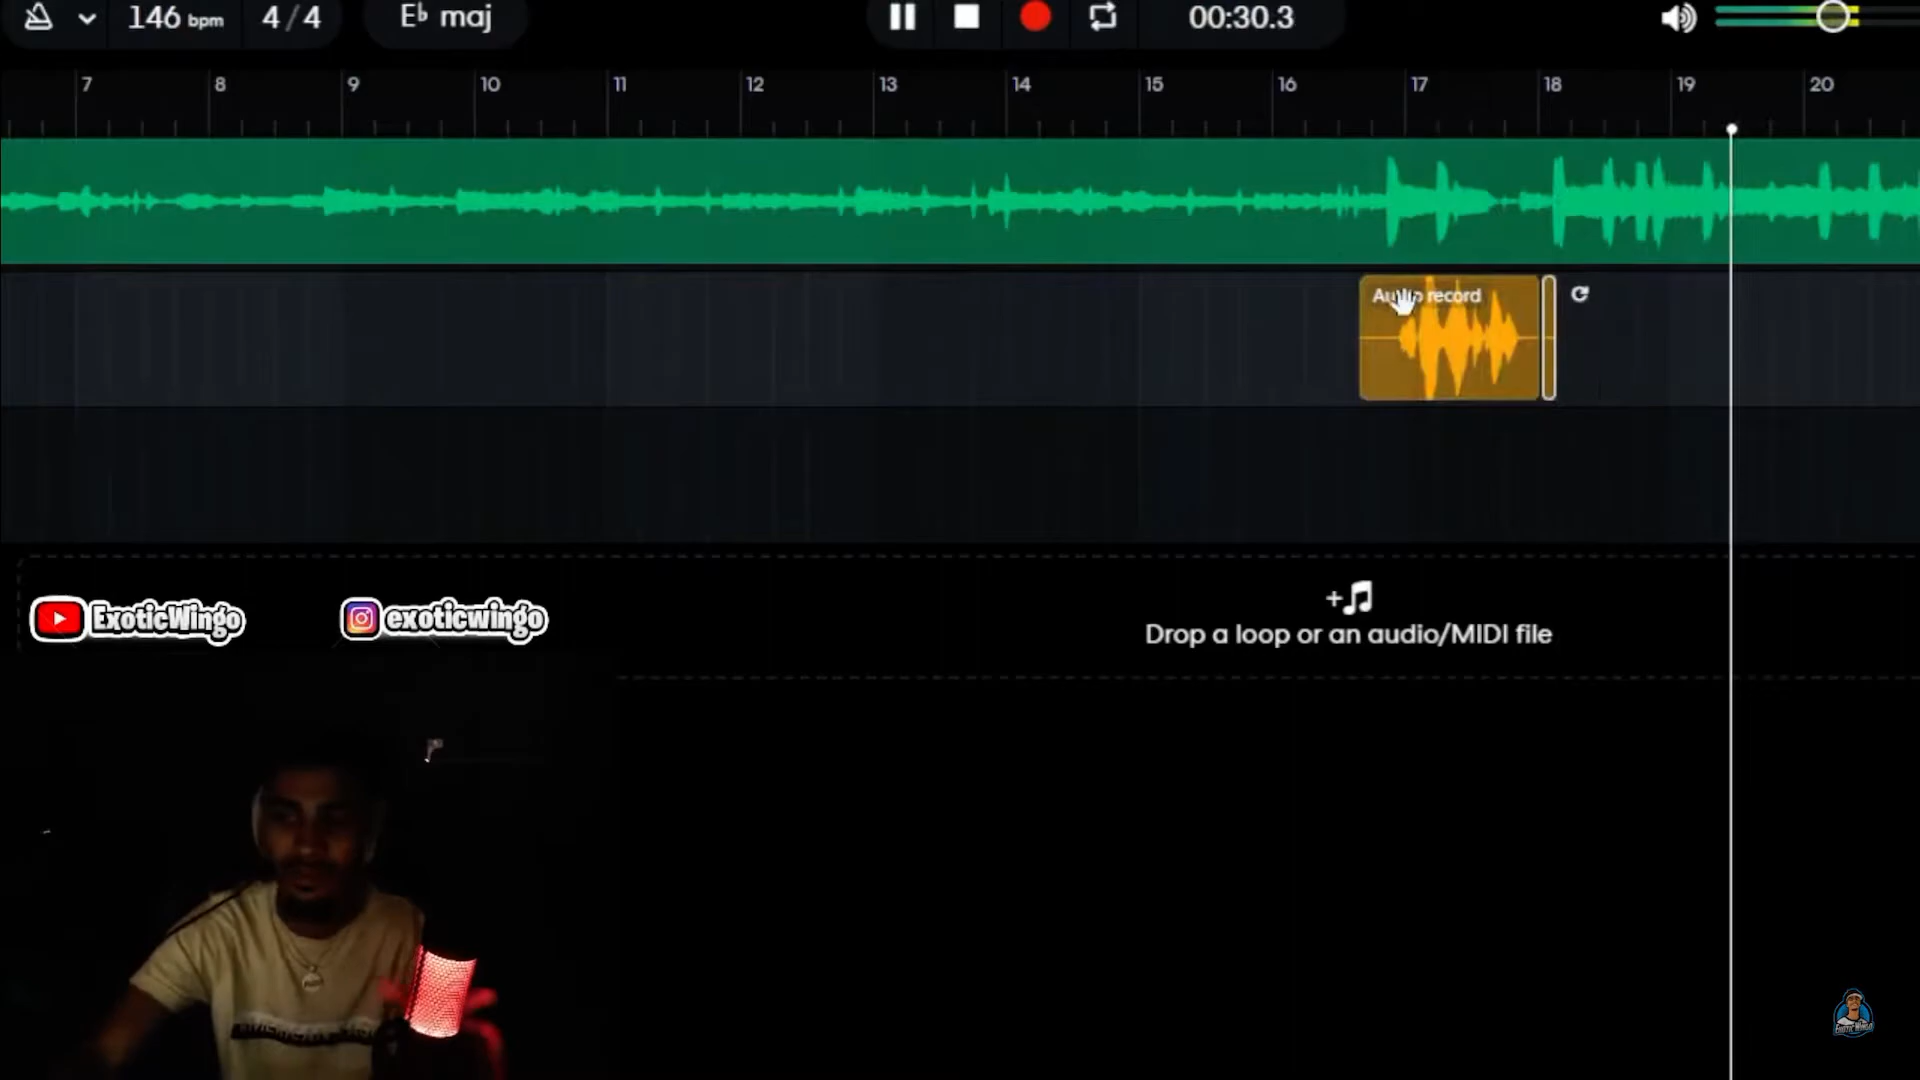 146 bpm
4/4
E♭ maj
00:30.3
7 8 9 10 11 12 13 14 15 16 17 18 19 20
Audio record
ExoticWingo
exoticwingo
Drop a loop or an audio/MIDI file